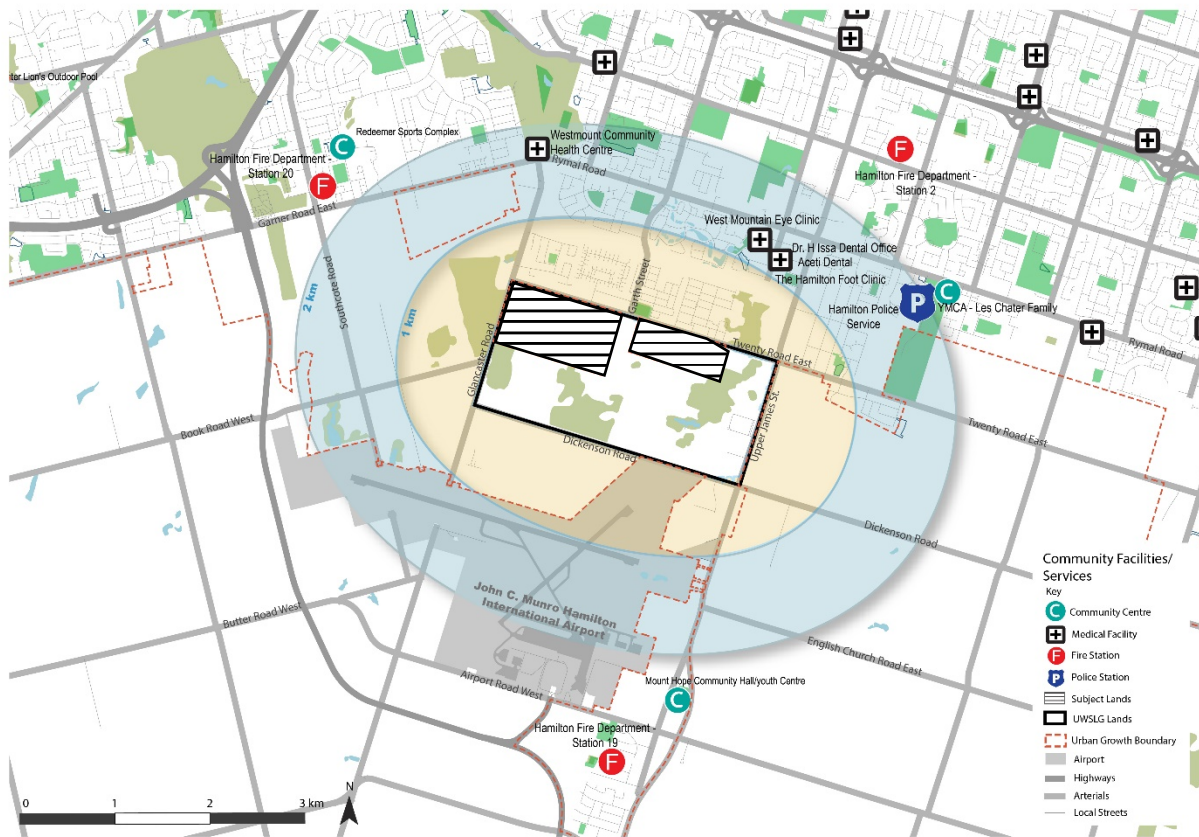 ter Lion's Outdoor Pool
Redeemer Sports Complex
Hamilton Fire Department -
Station 20
F
C
Westmount Community
Health Centre
Rymal Road
F
Hamilton Fire Department -
Station 2
Garner Road East
West Mountain Eye Clinic
Dr. H Issa Dental Office
Aceti Dental
The Hamilton Foot Clinic
Garth Street
Southcote Road
2 km
1 km
P
C
Hamilton Police
Service
YMCA - Les Chater Family
Rymal Road
Glancaster Road
Twenty Road East
Upper James St.
Twenty Road East
Book Road West
Dickenson Road
Dickenson Road
John C. Munro Hamilton
International Airport
Butter Road West
English Church Road East
Airport Road West
Mount Hope Community Hall/youth Centre
C
Hamilton Fire Department -
Station 19
F
Community Facilities/
Services
Key
C Community Centre
Medical Facility
F Fire Station
P Police Station
Subject Lands
UWSLG Lands
Urban Growth Boundary
Airport
Highways
Arterials
Local Streets
0 1 2 3 km
N